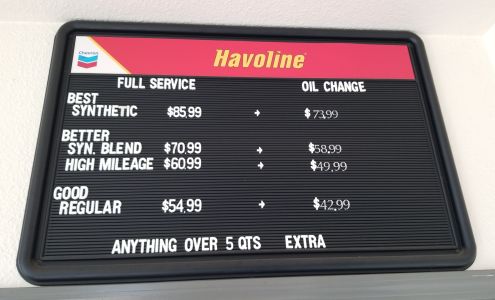 Chevron
Havoline
FULL SERVICE OIL CHANGE
BEST
SYNTHETIC $85.99 → $73.99
BETTER
SYN. BLEND $70.99 → $58.99
HIGH MILEAGE $60.99 → $49.99
GOOD
REGULAR $54.99 → $42.99
ANYTHING OVER 5 QTS EXTRA